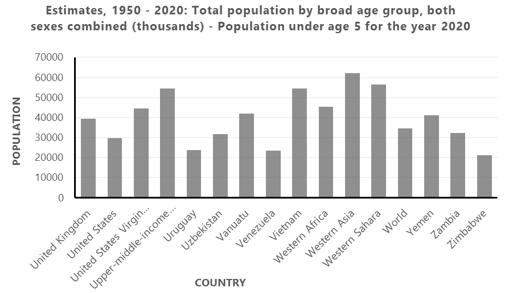 Estimates, 1950 - 2020: Total population by broad age group, both
sexes combined (thousands) - Population under age 5 for the year 2020
70000
60000
50000
40000
30000
20000
10000
0
POPULATION
United Kingdom
United States
United States Virgin...
Upper-middle-income...
Uruguay
Uzbekistan
Vanuatu
Venezuela
Vietnam
Western Africa
Western Asia
Western Sahara
World
Yemen
Zambia
Zimbabwe
COUNTRY